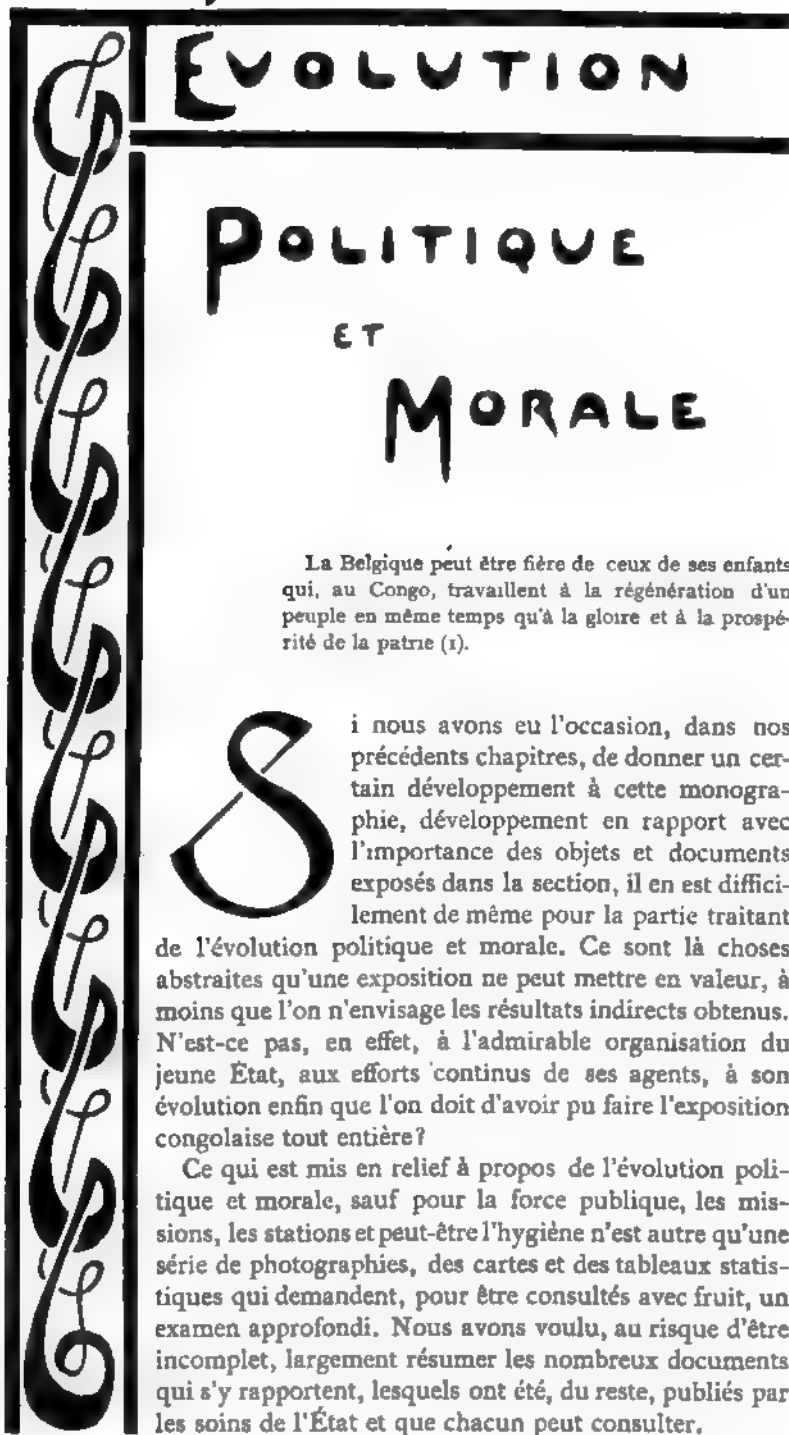 EVOLUTION
POLITIQUE
ET
MORALE
La Belgique peut être fière de ceux de ses enfants
qui, au Congo, travaillent à la régénération d'un
peuple en même temps qu'à la gloire et à la prospé-
rité de la patrie (1).
Si nous avons eu l'occasion, dans nos
précédents chapitres, de donner un cer-
tain développement à cette monogra-
phie, développement en rapport avec
l'importance des objets et documents
exposés dans la section, il en est diffici-
lement de même pour la partie traitant
de l'évolution politique et morale. Ce sont là choses
abstraites qu'une exposition ne peut mettre en valeur, à
moins que l'on n'envisage les résultats indirects obtenus.
N'est-ce pas, en effet, à l'admirable organisation du
jeune État, aux efforts continus de ses agents, à son
évolution enfin que l'on doit d'avoir pu faire l'exposition
congolaise tout entière?
Ce qui est mis en relief à propos de l'évolution poli-
tique et morale, sauf pour la force publique, les mis-
sions, les stations et peut-être l'hygiène n'est autre qu'une
série de photographies, des cartes et des tableaux statis-
tiques qui demandent, pour être consultés avec fruit, un
examen approfondi. Nous avons voulu, au risque d'être
incomplet, largement résumer les nombreux documents
qui s'y rapportent, lesquels ont été, du reste, publiés par
les soins de l'État et que chacun peut consulter.